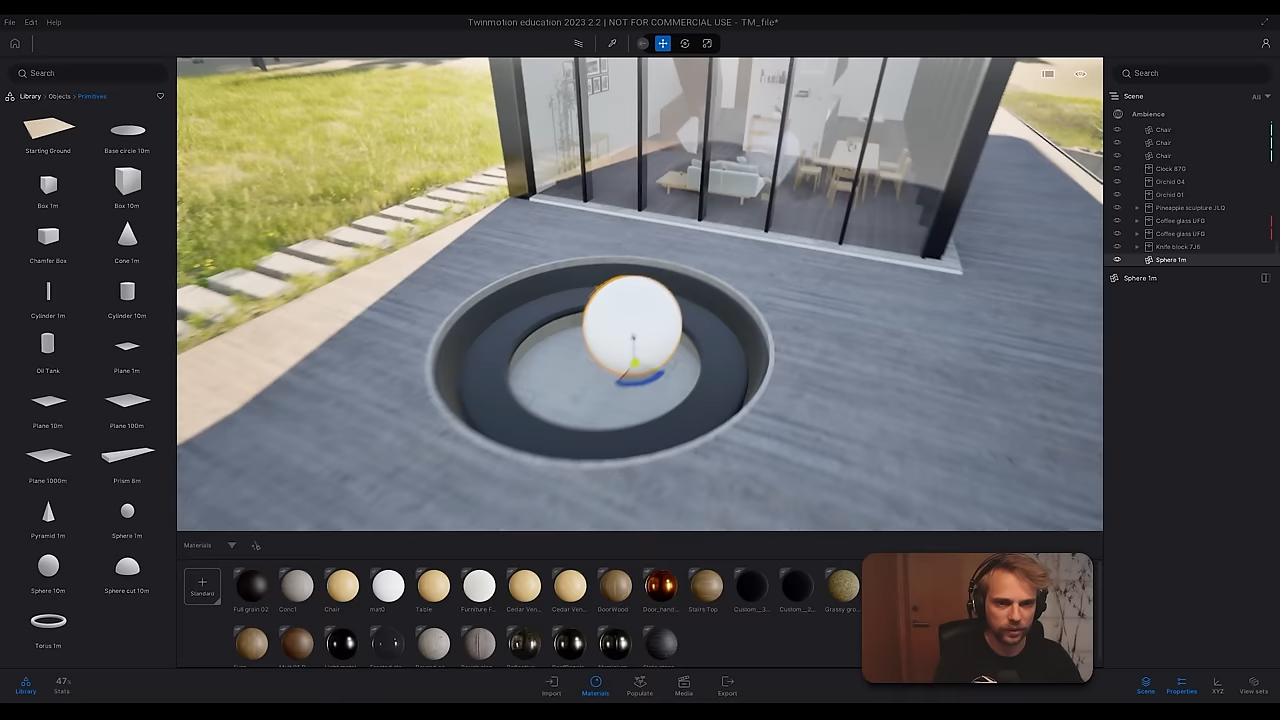 File Edit Help
Twinmotion education 2023 2.2 | NOT FOR COMMERCIAL USE - TM_file*
Search
Library > Objects > Primitives
Starting Ground
Base circle 10m
Box 1m
Box 10m
Chamfer Box
Cone 1m
Cylinder 1m
Cylinder 10m
Oil Tank
Plane 1m
Plane 10m
Plane 100m
Plane 1000m
Prism 8m
Pyramid 1m
Sphere 1m
Sphere 10m
Sphere cut 10m
Torus 1m
Library
47%
Stats
Materials
Standard
Full grain 02
Conc1
Chair
mat0
Table
Furniture F...
Cedar Ven...
Cedar Ven...
DoorWood
Door_hand...
Stairs Top
Custom__3...
Custom__2...
Grassy gro...
Import
Materials
Populate
Media
Export
Search
Scene
All
Ambience
Chair
Chair
Chair
Clock 87G
Orchid 04
Orchid 01
Pineapple sculpture JLQ
Coffee glass UFG
Coffee glass UFG
Knife block 7J6
Sphere 1m
Sphere 1m
Scene
Properties
XYZ
View sets